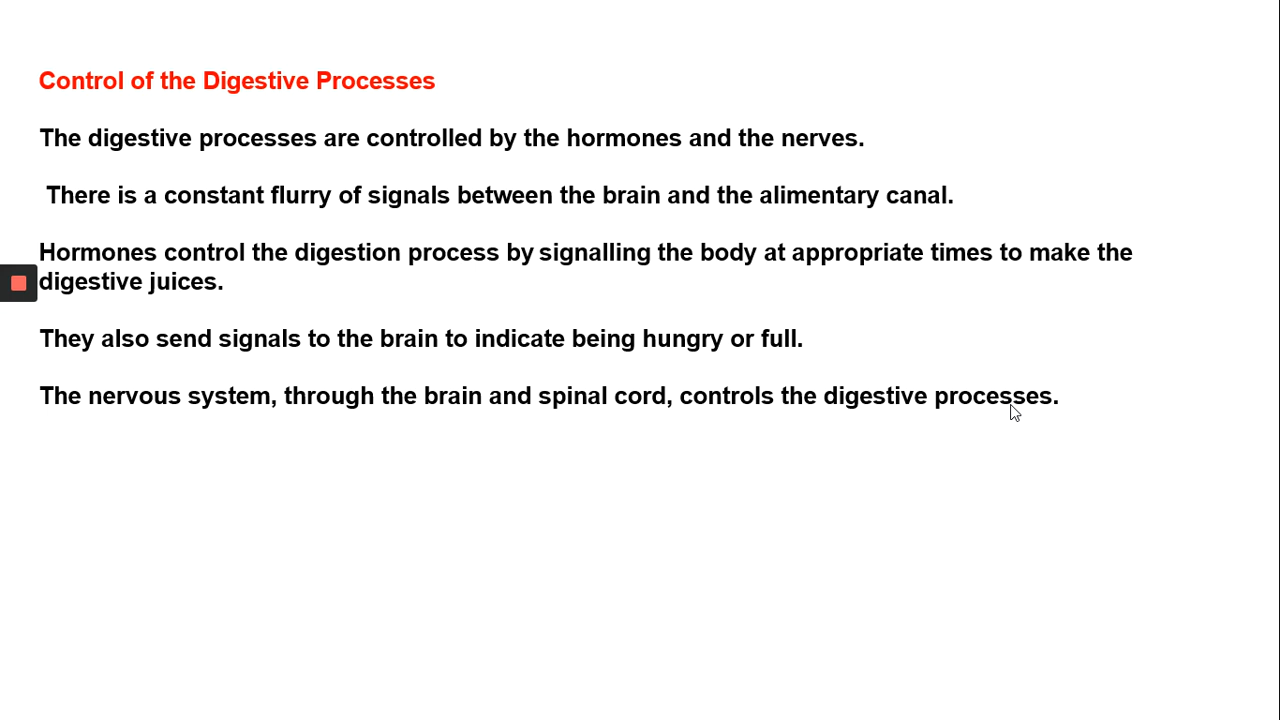 Control of the Digestive Processes
The digestive processes are controlled by the hormones and the nerves.
There is a constant flurry of signals between the brain and the alimentary canal.
Hormones control the digestion process by signalling the body at appropriate times to make the
digestive juices.
They also send signals to the brain to indicate being hungry or full.
The nervous system, through the brain and spinal cord, controls the digestive processes.